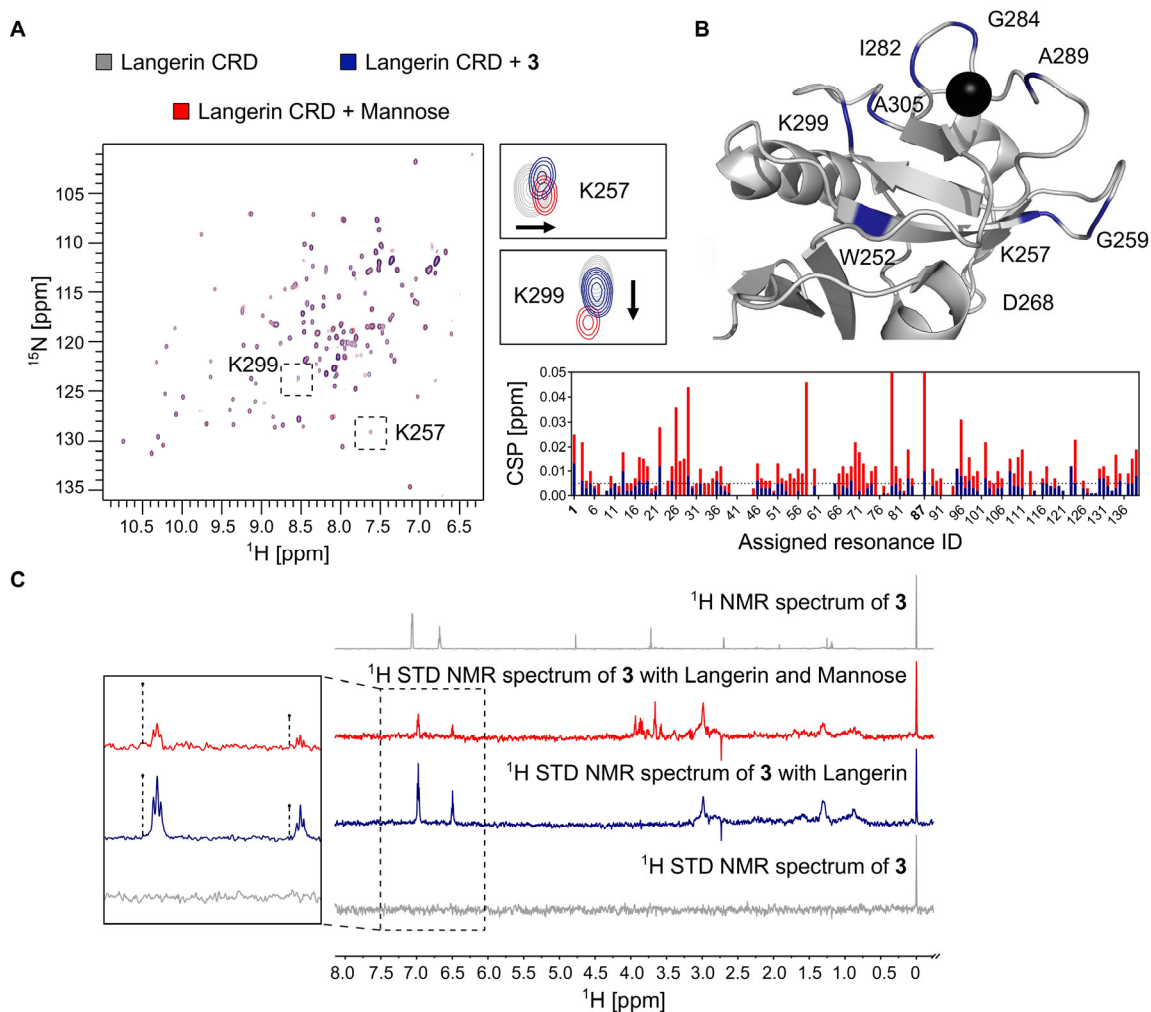 A
Langerin CRD
Langerin CRD + 3
Langerin CRD + Mannose
15N [ppm]
105
110
115
120
125
130
135
K299
K257
10.5 10.0 9.5 9.0 8.5 8.0 7.5 7.0 6.5
1H [ppm]
K257
K299
B
G284
I282
A289
A305
K299
W252
K257
G259
D268
CSP [ppm]
0.05
0.04
0.03
0.02
0.01
0.00
1 6 11 16 21 26 31 36 41 46 51 56 61 66 71 76 81 87 91 96 101 106 111 116 121 126 131 136
Assigned resonance ID
C
1H NMR spectrum of 3
1H STD NMR spectrum of 3 with Langerin and Mannose
1H STD NMR spectrum of 3 with Langerin
1H STD NMR spectrum of 3
8.0 7.5 7.0 6.5 6.0 5.5 5.0 4.5 4.0 3.5 3.0 2.5 2.0 1.5 1.0 0.5 0
1H [ppm]